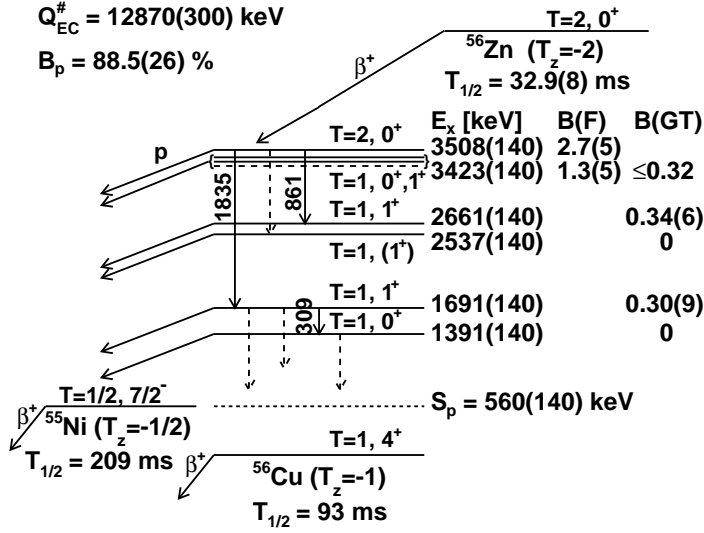 Q#EC = 12870(300) keV
Bp = 88.5(26) %
T=2, 0+
56Zn (Tz=-2)
T1/2 = 32.9(8) ms
β+
Ex [keV] B(F) B(GT)
p
T=2, 0+
3508(140) 2.7(5)
3423(140) 1.3(5) ≤0.32
T=1, 0+,1+
1835
861
T=1, 1+
2661(140) 0.34(6)
2537(140) 0
T=1, (1+)
T=1, 1+
1691(140) 0.30(9)
309
T=1, 0+
1391(140) 0
T=1/2, 7/2-
Sp = 560(140) keV
β+
55Ni (Tz=-1/2)
T1/2 = 209 ms
T=1, 4+
β+
56Cu (Tz=-1)
T1/2 = 93 ms